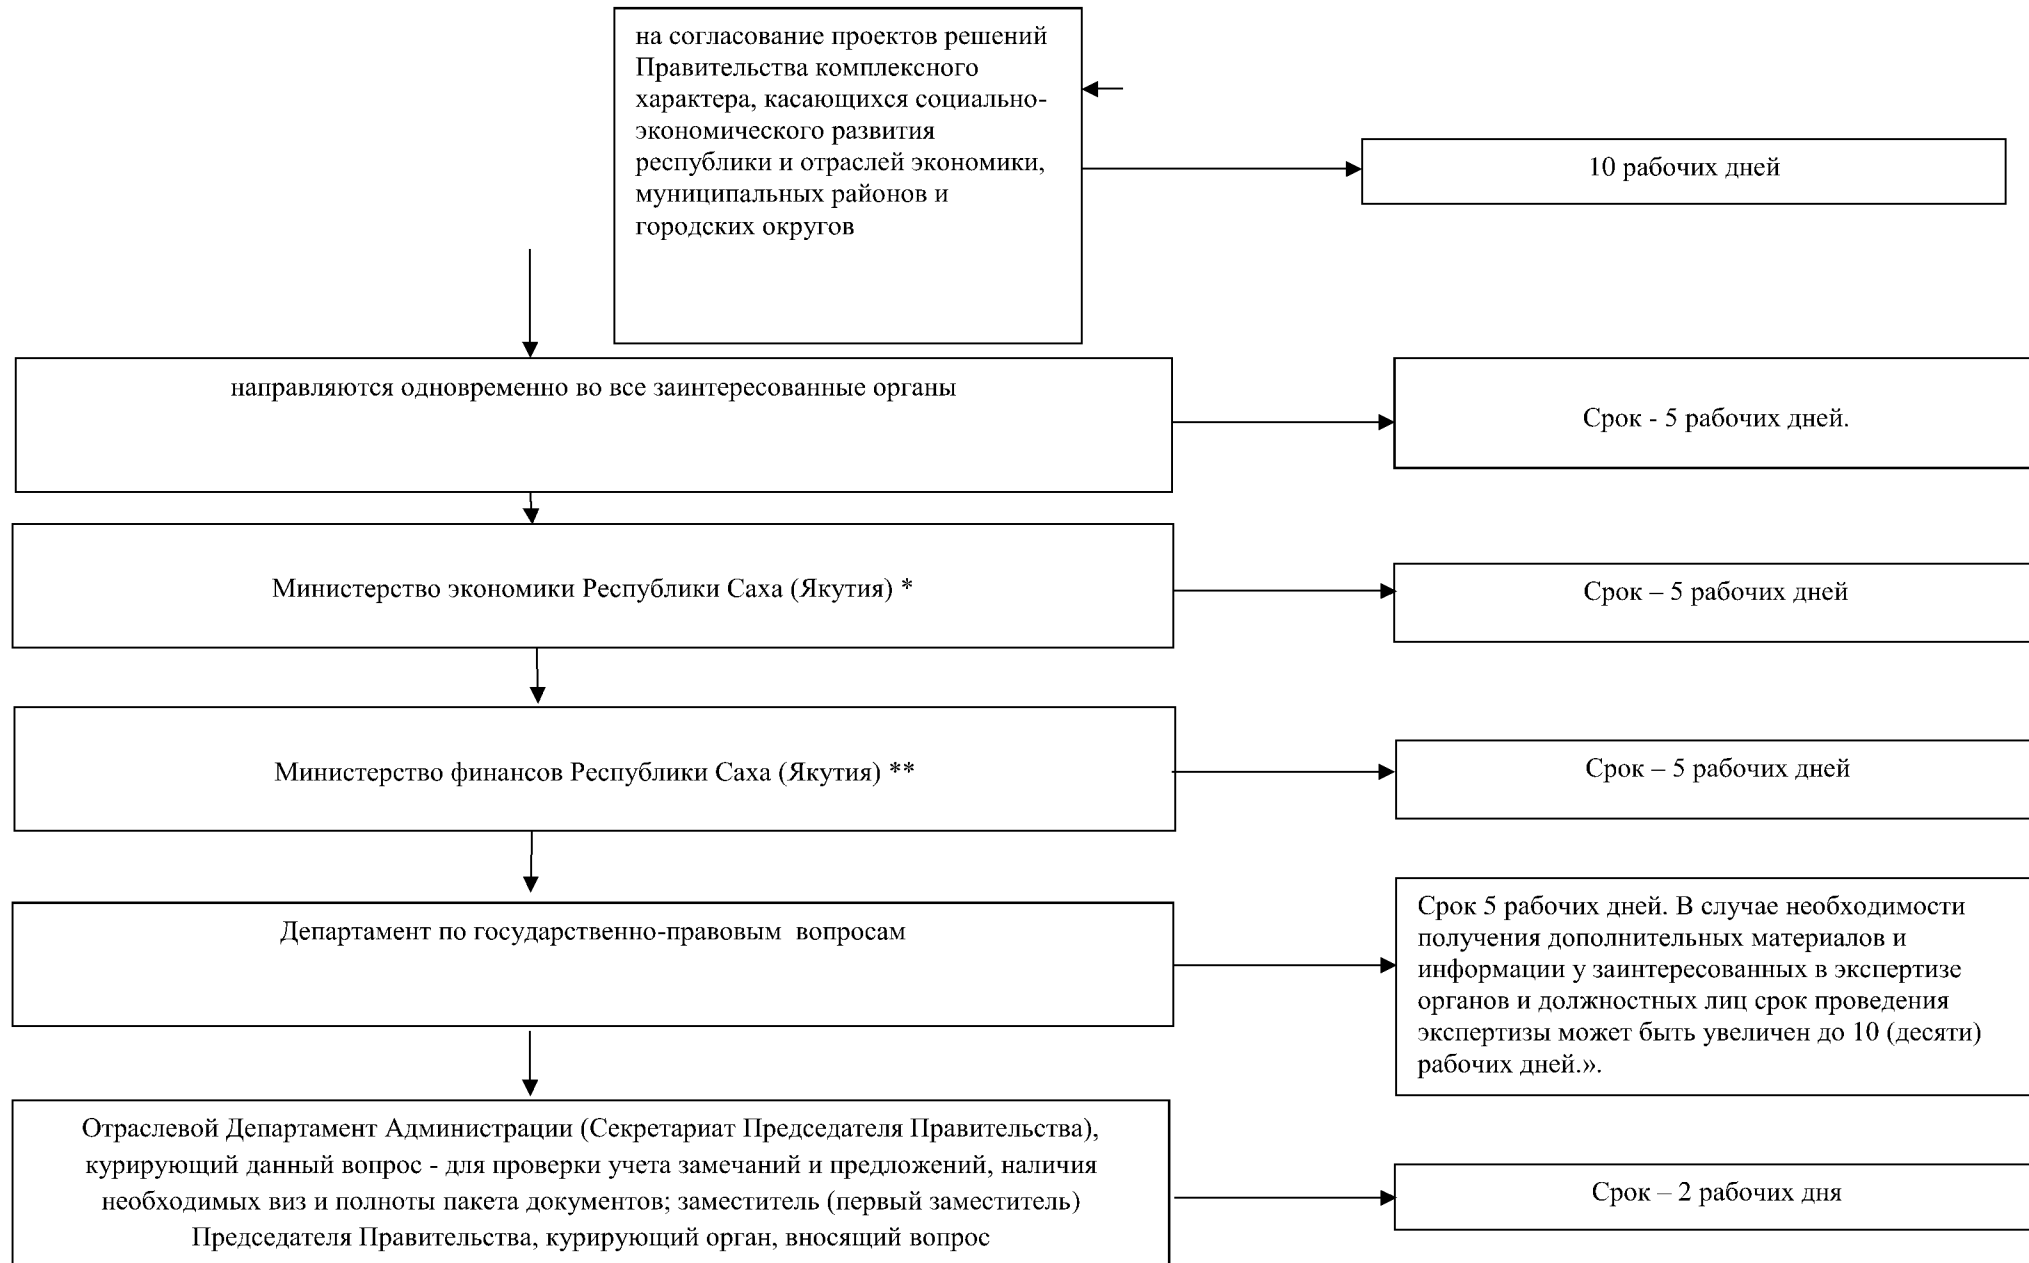 на согласование проектов решений
Правительства комплексного
характера, касающихся социально-
экономического развития
республики и отраслей экономики,
муниципальных районов и
городских округов
10 рабочих дней
направляются одновременно во все заинтересованные органы
Срок - 5 рабочих дней.
Министерство экономики Республики Саха (Якутия) *
Срок – 5 рабочих дней
Министерство финансов Республики Саха (Якутия) **
Срок – 5 рабочих дней
Департамент по государственно-правовым вопросам
Срок 5 рабочих дней. В случае необходимости
получения дополнительных материалов и
информации у заинтересованных в экспертизе
органов и должностных лиц срок проведения
экспертизы может быть увеличен до 10 (десяти)
рабочих дней.».
Отраслевой Департамент Администрации (Секретариат Председателя Правительства),
курирующий данный вопрос - для проверки учета замечаний и предложений, наличия
необходимых виз и полноты пакета документов; заместитель (первый заместитель)
Председателя Правительства, курирующий орган, вносящий вопрос
Срок – 2 рабочих дня